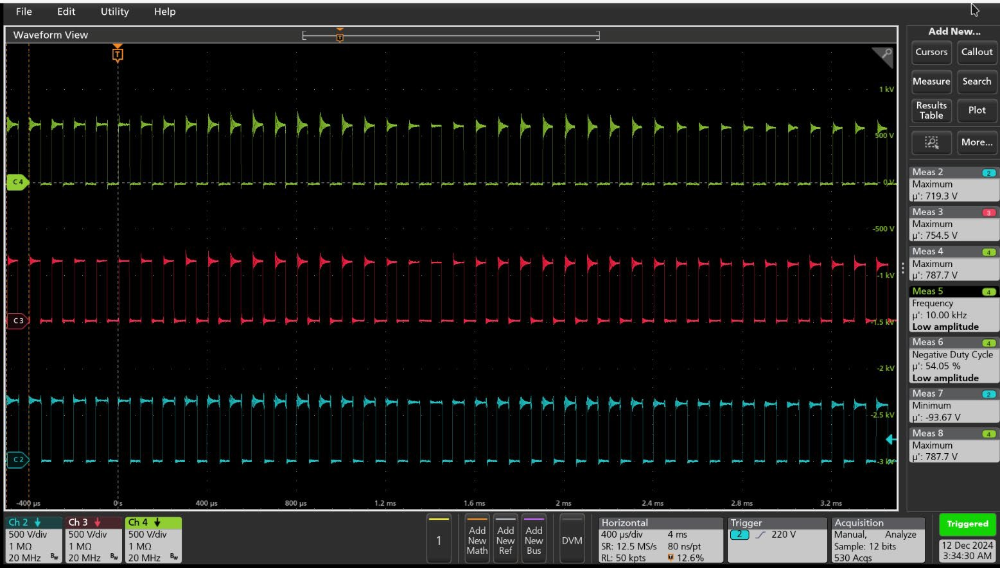 File Edit Utility Help
Waveform View
T
T
1 kV
500 V
C 4
0 V
-500 V
-1 kV
C 3
-1.5 kV
-2 kV
-2.5 kV
C 2
-3 kV
-400 µs 0 s 400 µs 800 µs 1.2 ms 1.6 ms 2 ms 2.4 ms 2.8 ms 3.2 ms
Add New...
Cursors Callout
Measure Search
Results Table Plot
More...
Meas 2 2
Maximum
µ': 719.3 V
Meas 3 3
Maximum
µ': 754.5 V
Meas 4 4
Maximum
µ': 787.7 V
Meas 5 4
Frequency
µ': 10.00 kHz
Low amplitude
Meas 6 4
Negative Duty Cycle
µ': 54.05 %
Low amplitude
Meas 7 2
Minimum
µ': -93.67 V
Meas 8 4
Maximum
µ': 787.7 V
Ch 2
500 V/div
1 MΩ
20 MHz Bw
Ch 3
500 V/div
1 MΩ
20 MHz Bw
Ch 4
500 V/div
1 MΩ
20 MHz Bw
1
Add New Math
Add New Ref
Add New Bus
DVM
Horizontal
400 µs/div 4 ms
SR: 12.5 MS/s 80 ns/pt
RL: 50 kpts T 12.6%
Trigger
2 220 V
Acquisition
Manual, Analyze
Sample: 12 bits
530 Acqs
Triggered
12 Dec 2024
3:34:30 AM